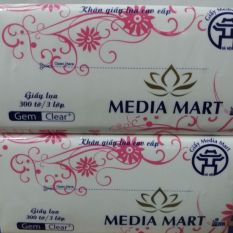 Khăn giấy lụa cao cấp
Giấy Media Mart
MEDIA MART
Giấy lụa
300 tờ/3 lớp
Gem Clear+
Khăn giấy lụa cao cấp
Giấy Media Mart
MEDIA MART
Giấy lụa
300 tờ/3 lớp
Gem Clear+